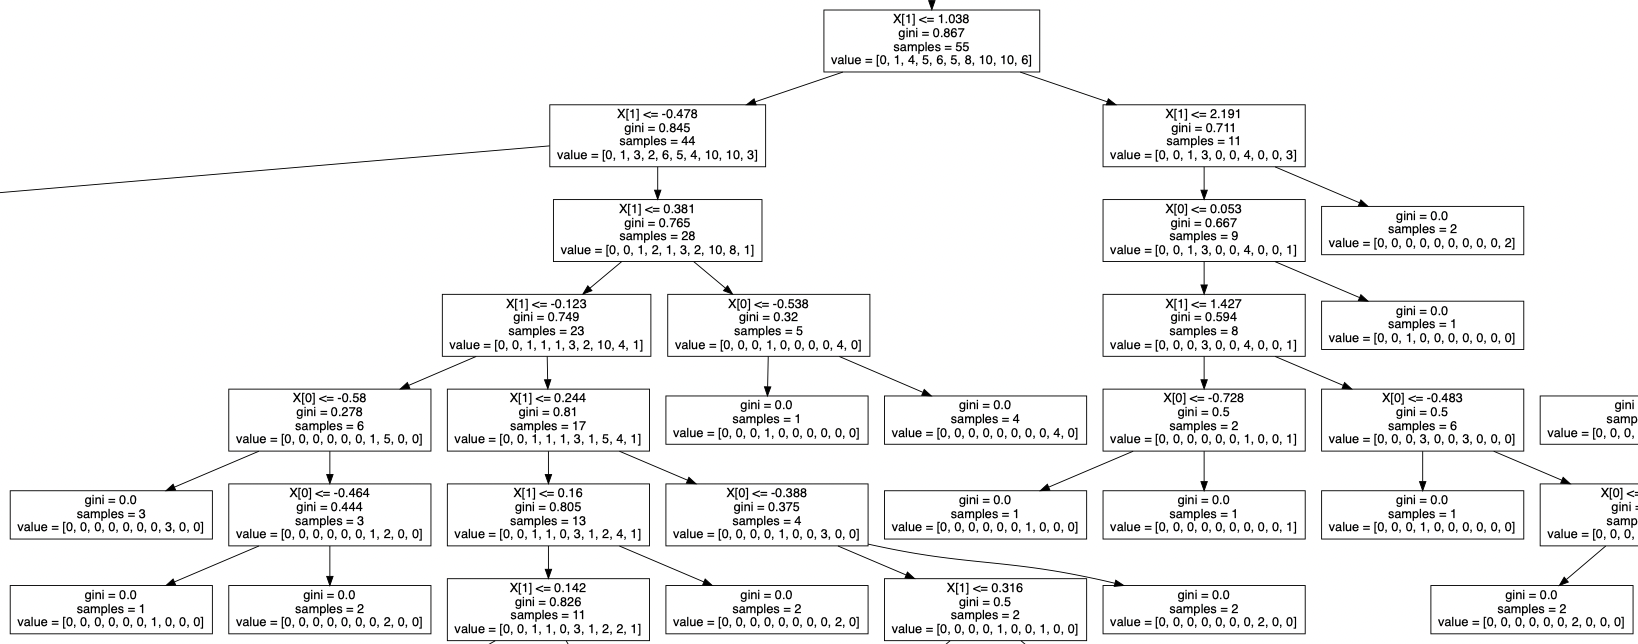 X[1] <= 1.038
gini = 0.867
samples = 55
value = [0, 1, 4, 5, 6, 5, 8, 10, 10, 6]
X[1] <= -0.478
gini = 0.845
samples = 44
value = [0, 1, 3, 2, 6, 5, 4, 10, 10, 3]
X[1] <= 2.191
gini = 0.711
samples = 11
value = [0, 0, 1, 3, 0, 0, 4, 0, 0, 3]
X[1] <= 0.381
gini = 0.765
samples = 28
value = [0, 0, 1, 2, 1, 3, 2, 10, 8, 1]
X[0] <= 0.053
gini = 0.667
samples = 9
value = [0, 0, 1, 3, 0, 0, 4, 0, 0, 1]
gini = 0.0
samples = 2
value = [0, 0, 0, 0, 0, 0, 0, 0, 0, 2]
X[1] <= -0.123
gini = 0.749
samples = 23
value = [0, 0, 1, 1, 1, 3, 2, 10, 4, 1]
X[0] <= -0.538
gini = 0.32
samples = 5
value = [0, 0, 0, 1, 0, 0, 0, 0, 4, 0]
X[1] <= 1.427
gini = 0.594
samples = 8
value = [0, 0, 0, 3, 0, 0, 4, 0, 0, 1]
gini = 0.0
samples = 1
value = [0, 0, 1, 0, 0, 0, 0, 0, 0, 0]
X[0] <= -0.58
gini = 0.278
samples = 6
value = [0, 0, 0, 0, 0, 0, 1, 5, 0, 0]
X[1] <= 0.244
gini = 0.81
samples = 17
value = [0, 0, 1, 1, 1, 3, 1, 5, 4, 1]
gini = 0.0
samples = 1
value = [0, 0, 0, 1, 0, 0, 0, 0, 0, 0]
gini = 0.0
samples = 4
value = [0, 0, 0, 0, 0, 0, 0, 0, 4, 0]
X[0] <= -0.728
gini = 0.5
samples = 2
value = [0, 0, 0, 0, 0, 0, 1, 0, 0, 1]
X[0] <= -0.483
gini = 0.5
samples = 6
value = [0, 0, 0, 3, 0, 0, 3, 0, 0, 0]
gini
samp
value = [0, 0, 0,
gini = 0.0
samples = 3
value = [0, 0, 0, 0, 0, 0, 0, 3, 0, 0]
X[0] <= -0.464
gini = 0.444
samples = 3
value = [0, 0, 0, 0, 0, 0, 1, 2, 0, 0]
X[1] <= 0.16
gini = 0.805
samples = 13
value = [0, 0, 1, 1, 0, 3, 1, 2, 4, 1]
X[0] <= -0.388
gini = 0.375
samples = 4
value = [0, 0, 0, 0, 1, 0, 0, 3, 0, 0]
gini = 0.0
samples = 1
value = [0, 0, 0, 0, 0, 0, 1, 0, 0, 0]
gini = 0.0
samples = 1
value = [0, 0, 0, 0, 0, 0, 0, 0, 0, 1]
gini = 0.0
samples = 1
value = [0, 0, 0, 1, 0, 0, 0, 0, 0, 0]
X[0] <=
gini
samp
value = [0, 0, 0,
gini = 0.0
samples = 1
value = [0, 0, 0, 0, 0, 0, 1, 0, 0, 0]
gini = 0.0
samples = 2
value = [0, 0, 0, 0, 0, 0, 0, 2, 0, 0]
X[1] <= 0.142
gini = 0.826
samples = 11
value = [0, 0, 1, 1, 0, 3, 1, 2, 2, 1]
gini = 0.0
samples = 2
value = [0, 0, 0, 0, 0, 0, 0, 0, 2, 0]
X[1] <= 0.316
gini = 0.5
samples = 2
value = [0, 0, 0, 0, 1, 0, 0, 1, 0, 0]
gini = 0.0
samples = 2
value = [0, 0, 0, 0, 0, 0, 0, 2, 0, 0]
gini = 0.0
samples = 2
value = [0, 0, 0, 0, 0, 0, 2, 0, 0, 0]